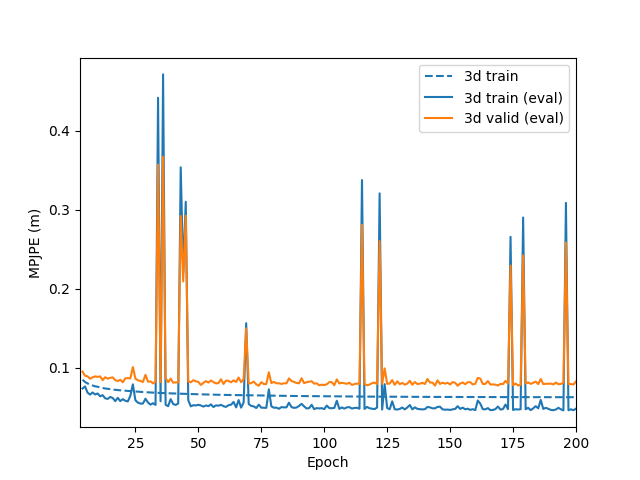 3d train
3d train (eval)
3d valid (eval)
MPJPE (m)
0.4
0.3
0.2
0.1
25 50 75 100 125 150 175 200
Epoch